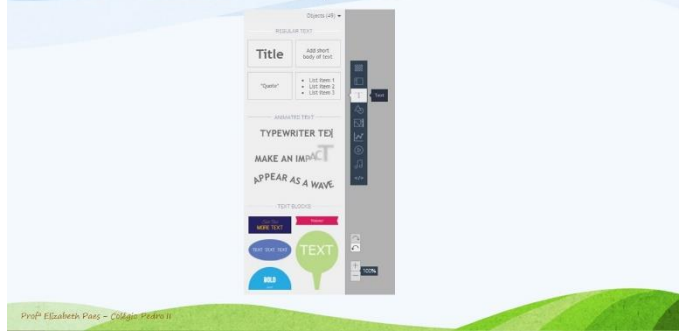 Objects (48)
REGULAR TEXT
Title
Add short
body of text
"Quote"
• List Item 1
• List Item 2
• List Item 3
ANIMATED TEXT
TYPEWRITER TEX
MAKE AN IMPACT
APPEAR AS A WAVE
TEXT BLOCKS
MORE TEXT
TEXT TEXT TEXT
TEXT
BOLD
Text
100%
Profª Elizabeth Paes – Colégio Pedro II